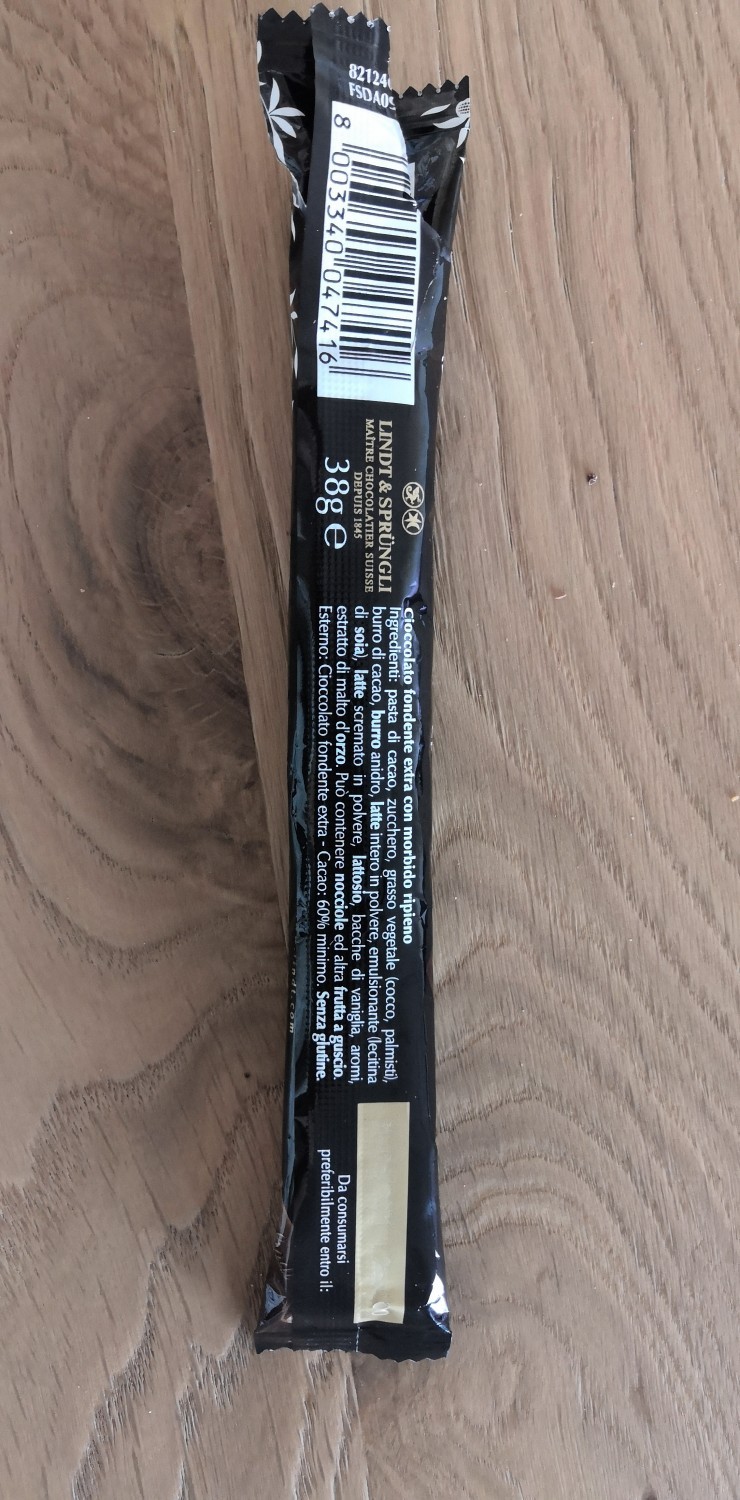 82124
FSDA0
8 003340 047416
LINDT & SPRÜNGLI
MAÎTRE CHOCOLATIER SUISSE
DEPUIS 1845
38g e
Cioccolato fondente extra con morbido ripieno
Ingredienti: pasta di cacao, zucchero, grasso vegetale (cocco, palmisti),
burro di cacao, burro anidro, latte intero in polvere, emulsionante (lecitina
di soia), latte scremato in polvere, lattosio, bacche di vaniglia, aromi,
estratto di malto d'orzo. Può contenere nocciole ed altra frutta a guscio.
Esterno: Cioccolato fondente extra - Cacao: 60% minimo. Senza glutine.
Da consumarsi
preferibilmente entro il: